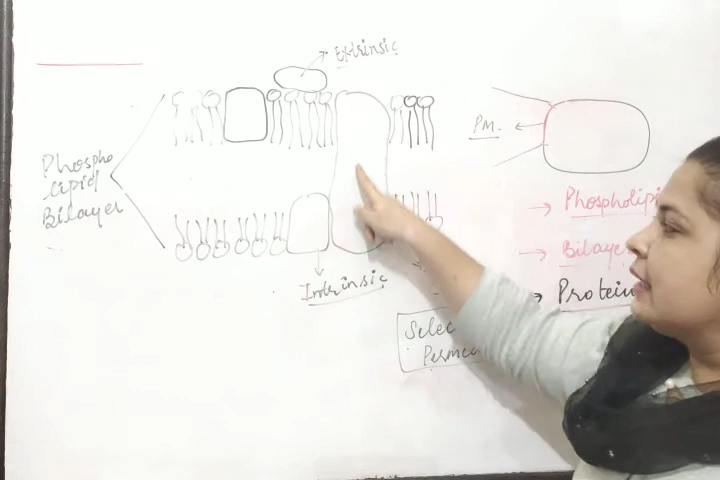 Extrinsic
PM.
Phospho
lipid
Bilayer
Intrinsic
→ Phospholipi
→ Bilaye
→ Protein
Selec
Permea